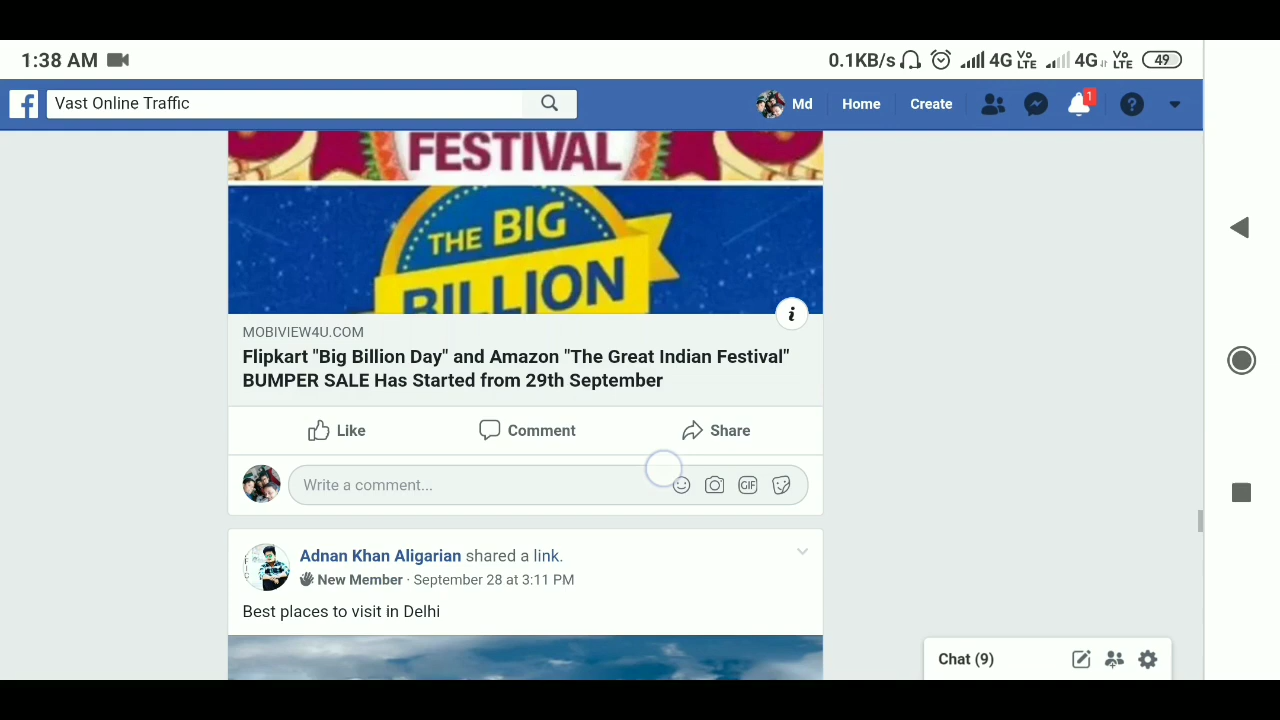 1:38 AM 0.1KB/s 4G Vo LTE 4G Vo LTE 49
f Vast Online Traffic Md Home Create 1 ?
FESTIVAL
THE BIG
BILLION
i
MOBIVIEW4U.COM
Flipkart "Big Billion Day" and Amazon "The Great Indian Festival"
BUMPER SALE Has Started from 29th September
Like Comment Share
Write a comment... GIF
Adnan Khan Aligarian shared a link.
New Member · September 28 at 3:11 PM
Best places to visit in Delhi
Chat (9)